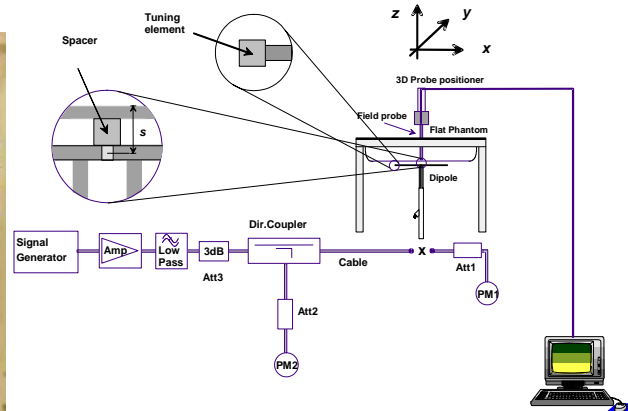 Tuning
element
Spacer
z
y
x
3D Probe positioner
Field probe
Flat Phantom
s
Dipole
Dir.Coupler
Signal
Generator
Amp
Low
Pass
3dB
Att3
Cable
x
Att1
PM1
Att2
PM2